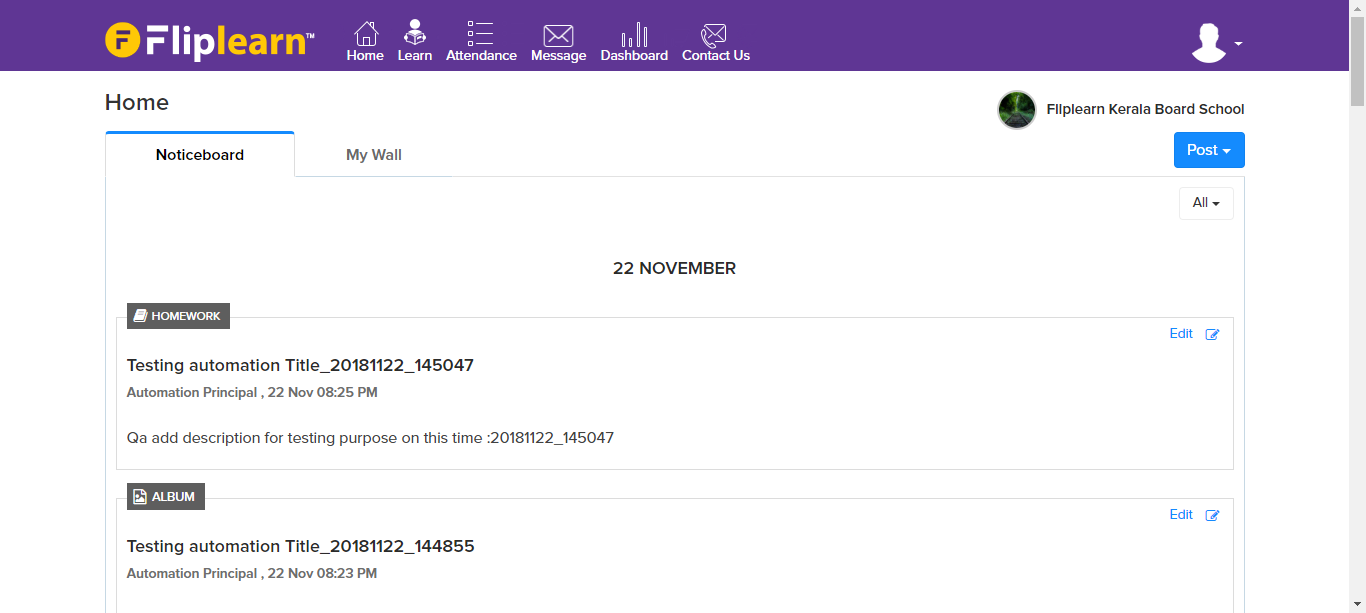 Fliplearn™
Home Learn Attendance Message Dashboard Contact Us
Home
Fliplearn Kerala Board School
Noticeboard My Wall
Post
All
22 NOVEMBER
HOMEWORK
Edit
Testing automation Title_20181122_145047
Automation Principal , 22 Nov 08:25 PM
Qa add description for testing purpose on this time :20181122_145047
ALBUM
Edit
Testing automation Title_20181122_144855
Automation Principal , 22 Nov 08:23 PM